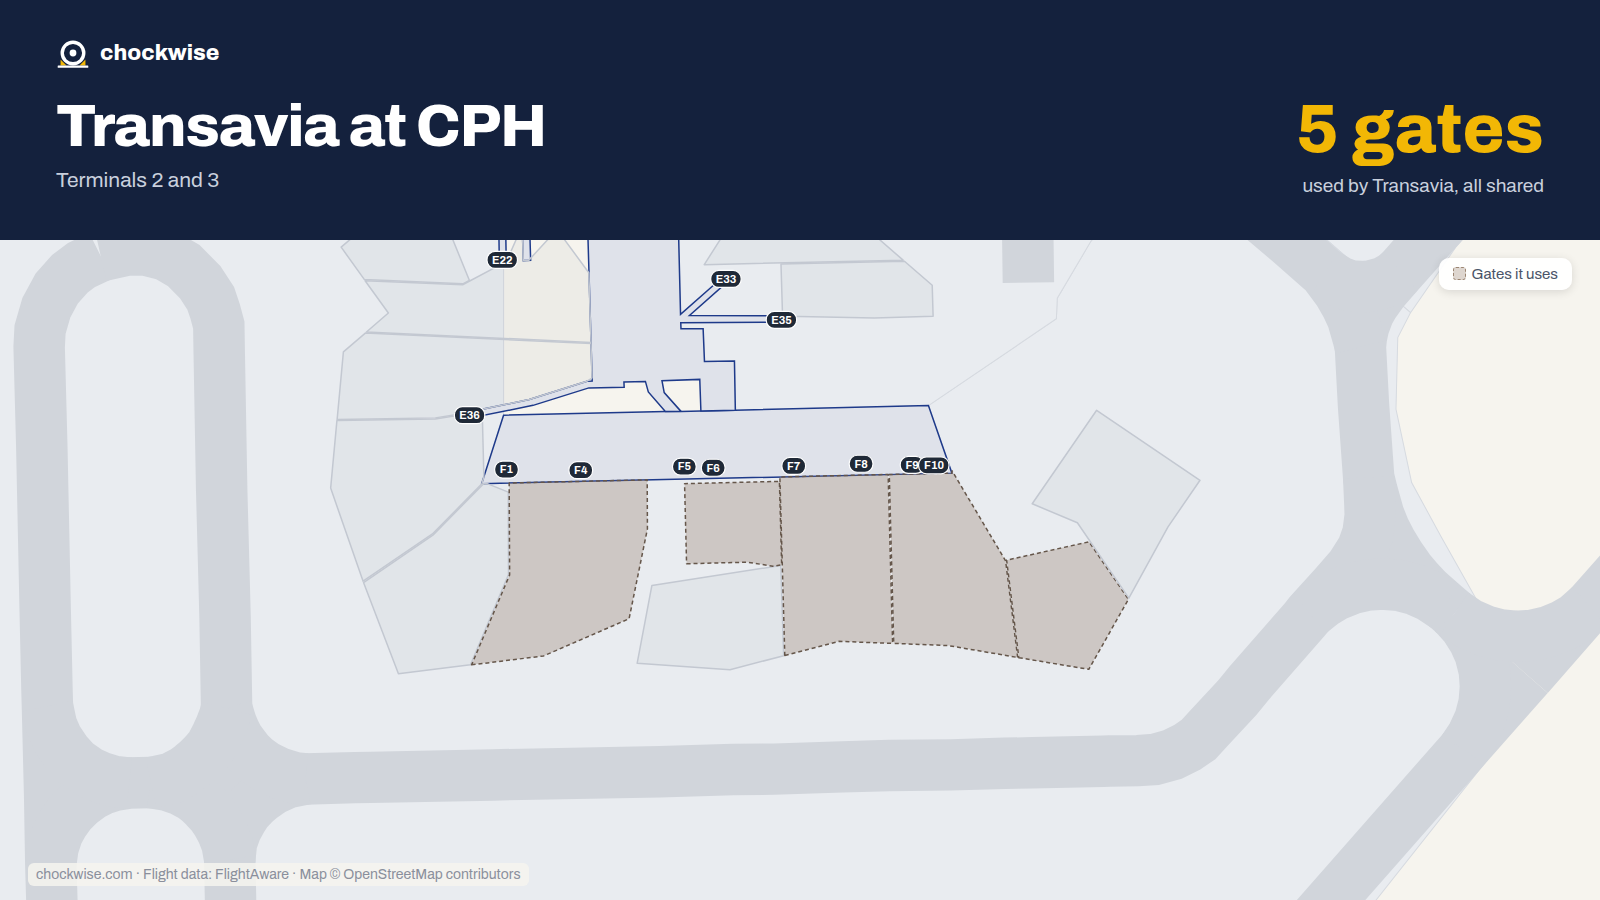 chockwise
Transavia at CPH
Terminals 2 and 3
5 gates
used by Transavia, all shared
Gates it uses
E22
E33
E35
E36
F1
F4
F5
F6
F7
F8
F9
F10
chockwise.com · Flight data: FlightAware · Map © OpenStreetMap contributors